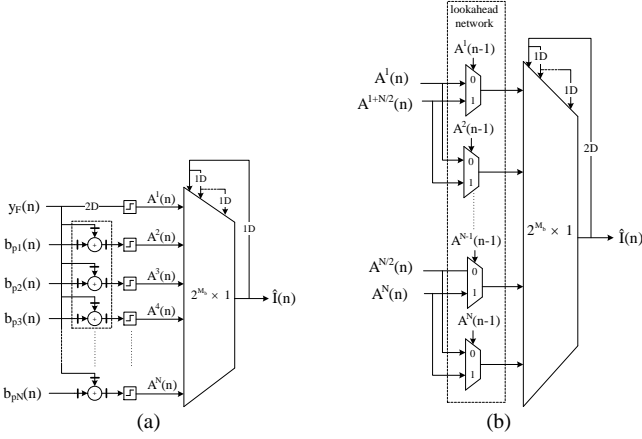 y_F(n)
2D
A^1(n)
b_p1(n)
+
A^2(n)
b_p2(n)
+
A^3(n)
b_p3(n)
+
A^4(n)
b_pN(n)
+
A^N(n)
1D
1D
1D
2^{M_b} × 1
Î(n)
(a)
lookahead
network
A^1(n-1)
A^1(n)
0
A^{1+N/2}(n)
1
A^2(n-1)
0
1
A^{N-1}(n-1)
A^{N/2}(n)
0
A^N(n)
1
A^N(n-1)
0
1
1D
1D
2D
2^{M_b} × 1
Î(n)
(b)